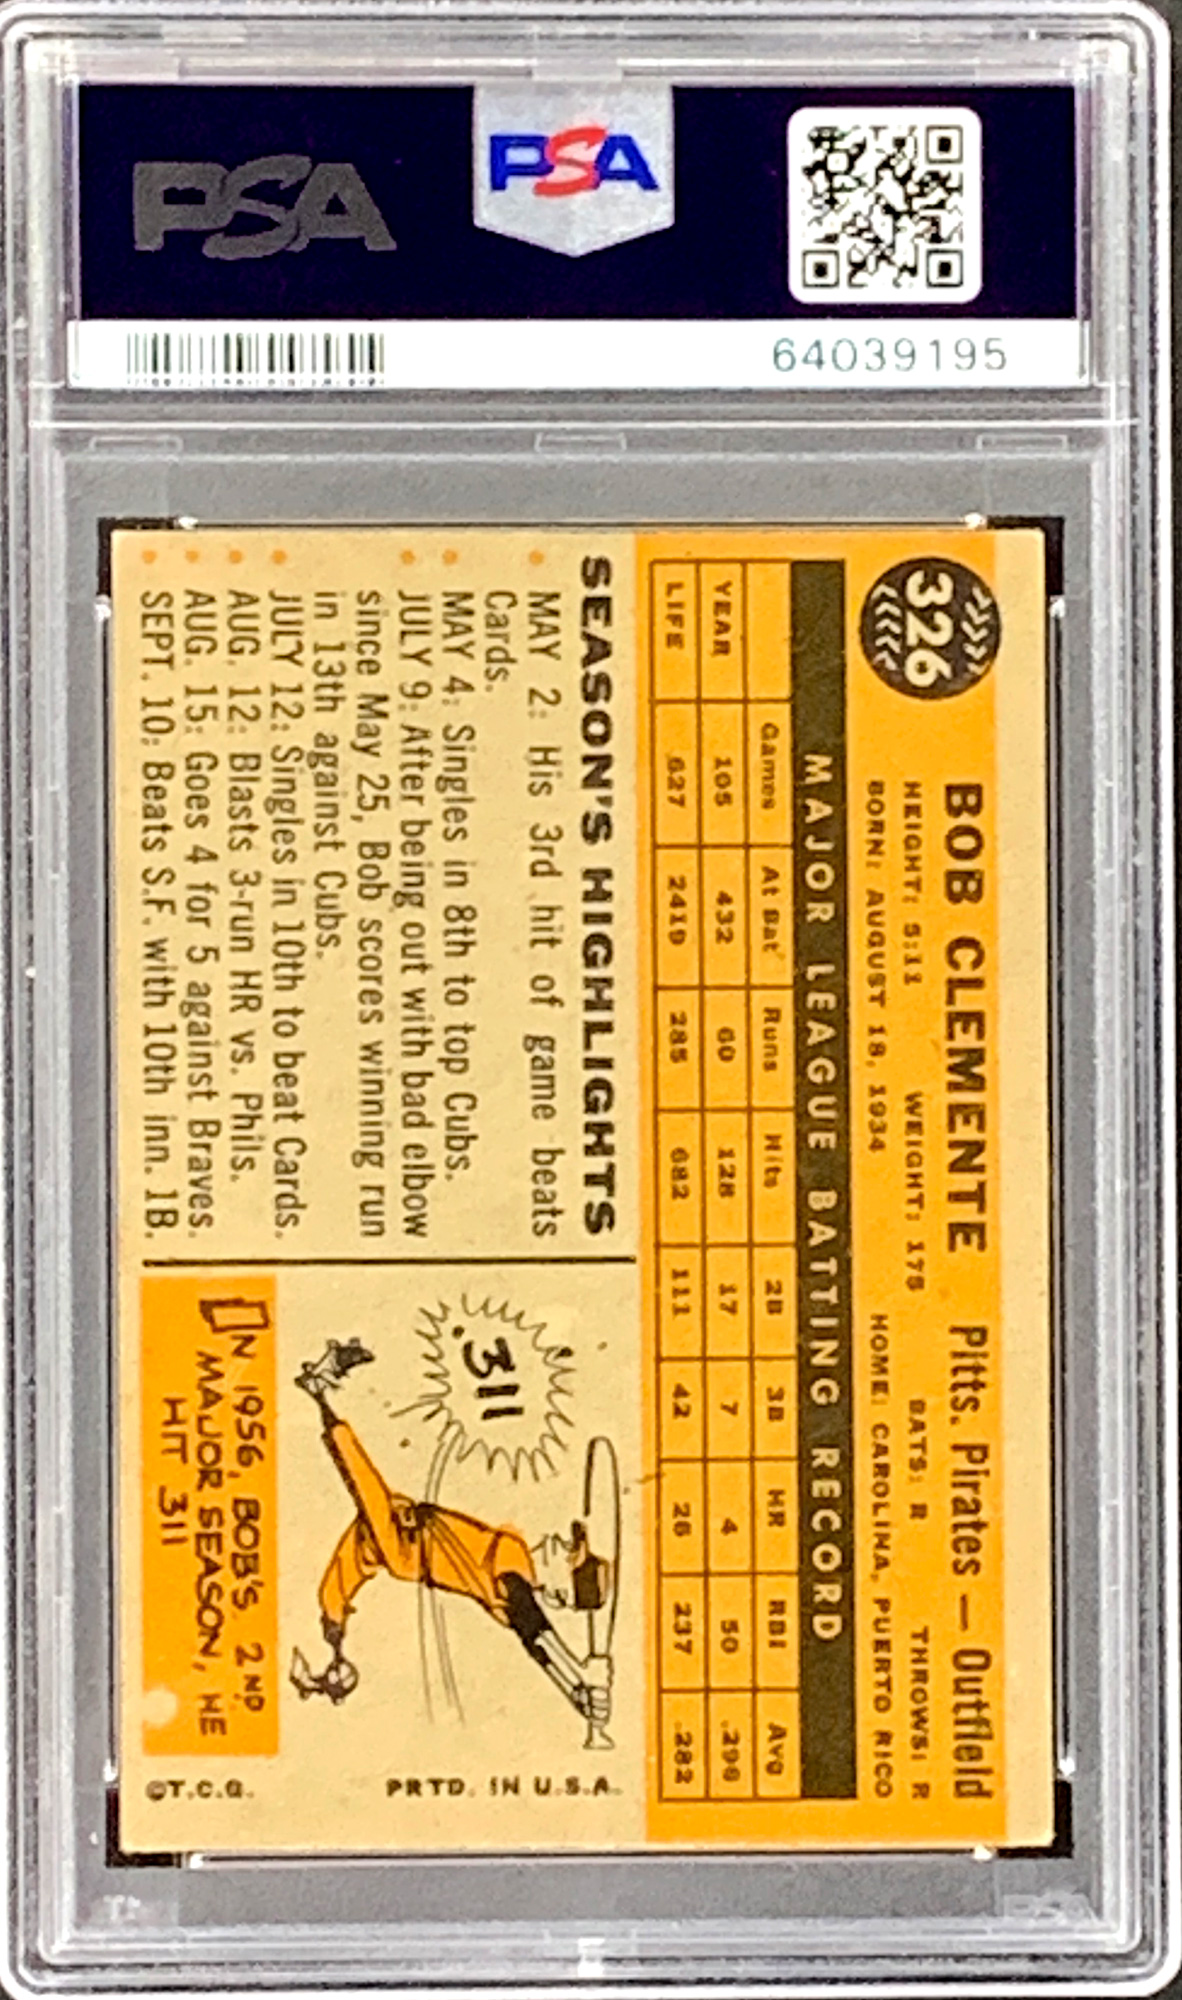 PSA
PSA
64039195
326
BOB CLEMENTE Pitts. Pirates — Outfield
HEIGHT: 5:11 WEIGHT: 175 BATS: R THROWS: R
BORN: AUGUST 18, 1934 HOME: CAROLINA, PUERTO RICO
MAJOR LEAGUE BATTING RECORD
Games At Bat Runs Hits 2B 3B HR RBI Avg
YEAR 105 432 60 128 17 7 4 50 .296
LIFE 627 2419 285 682 111 42 26 237 .282
SEASON'S HIGHLIGHTS
• MAY 2: His 3rd hit of game beats
Cards.
• MAY 4: Singles in 8th to top Cubs.
• JULY 9: After being out with bad elbow
since May 25, Bob scores winning run
in 13th against Cubs.
• JULY 12: Singles in 10th to beat Cards.
• AUG. 12: Blasts 3-run HR vs. Phils.
• AUG. 15: Goes 4 for 5 against Braves.
• SEPT. 10: Beats S.F. with 10th inn. 1B.
.311
IN 1956, BOB'S 2ND
MAJOR SEASON, HE
HIT 311
©T.C.G.
PRTD. IN U.S.A.
PSA